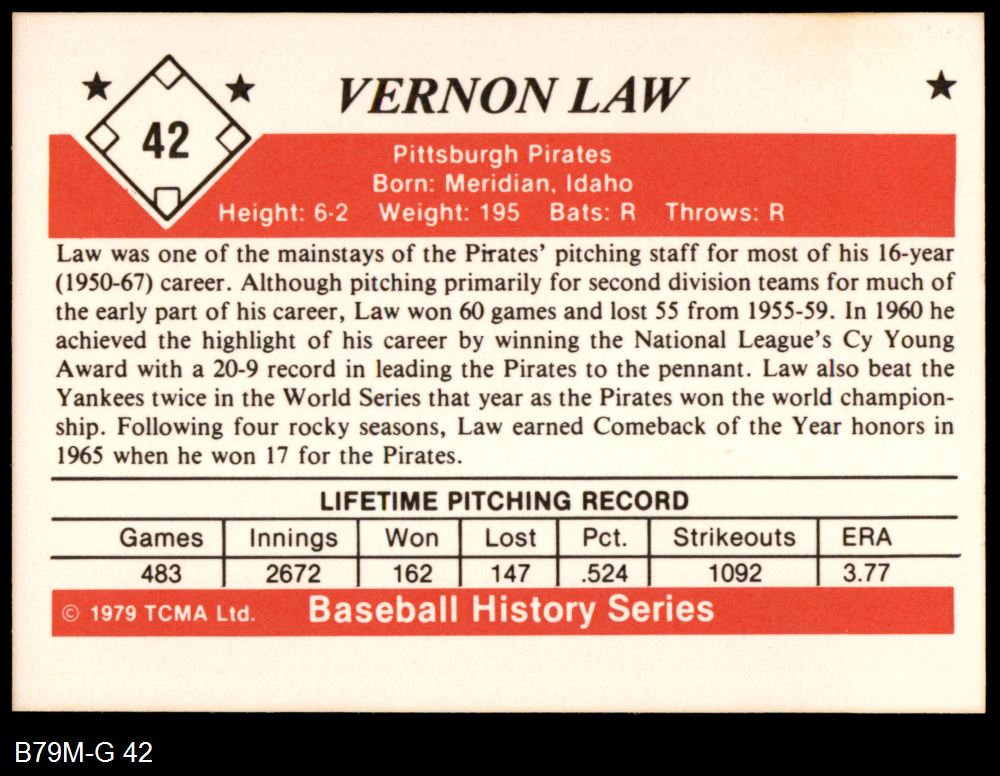 VERNON LAW
42
Pittsburgh Pirates
Born: Meridian, Idaho
Height: 6-2 Weight: 195 Bats: R Throws: R
Law was one of the mainstays of the Pirates' pitching staff for most of his 16-year
(1950-67) career. Although pitching primarily for second division teams for much of
the early part of his career, Law won 60 games and lost 55 from 1955-59. In 1960 he
achieved the highlight of his career by winning the National League's Cy Young
Award with a 20-9 record in leading the Pirates to the pennant. Law also beat the
Yankees twice in the World Series that year as the Pirates won the world champion-
ship. Following four rocky seasons, Law earned Comeback of the Year honors in
1965 when he won 17 for the Pirates.
LIFETIME PITCHING RECORD
Games Innings Won Lost Pct. Strikeouts ERA
483 2672 162 147 .524 1092 3.77
© 1979 TCMA Ltd. Baseball History Series
B79M-G 42